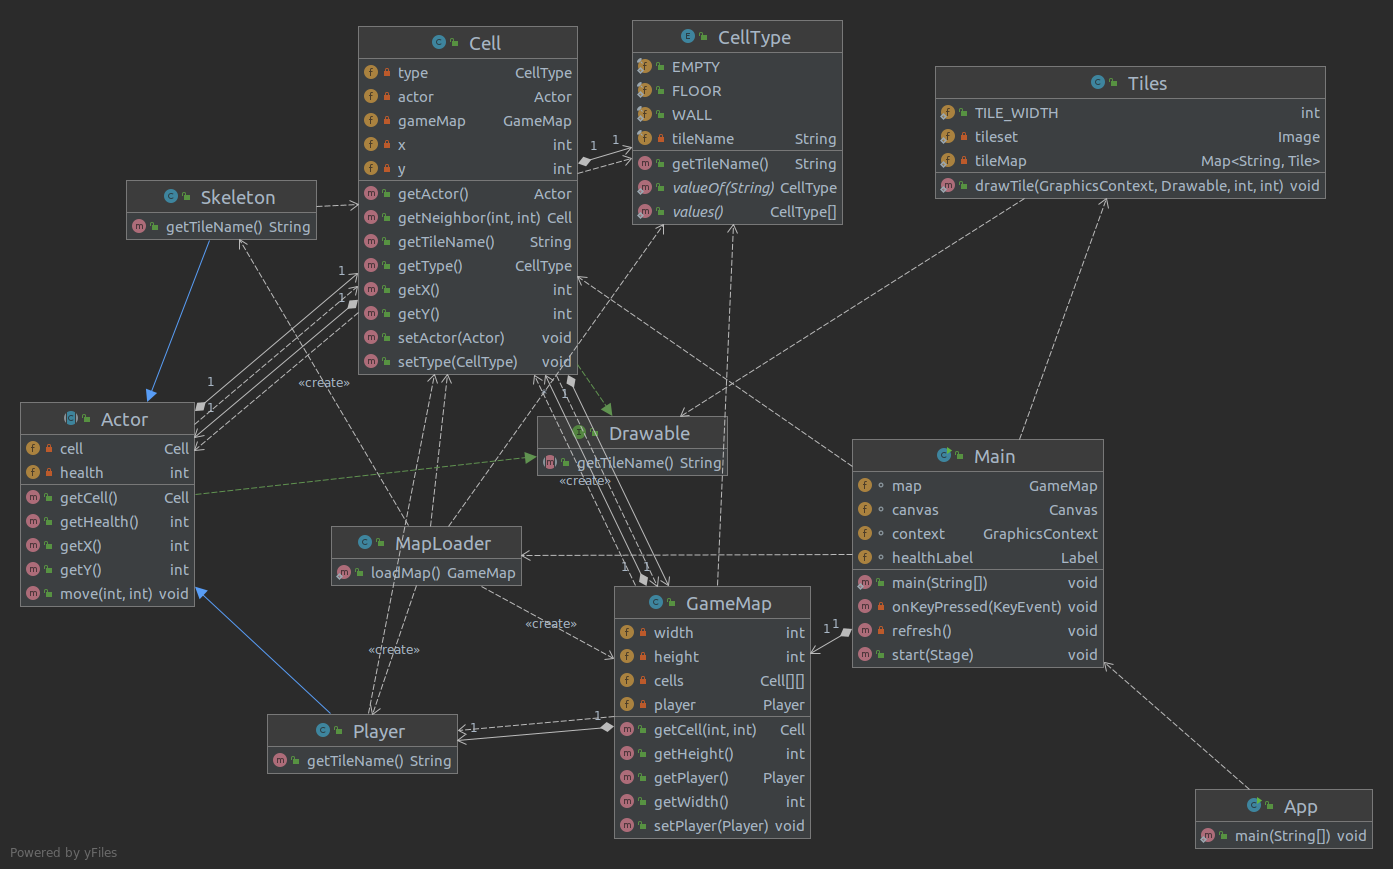 Cell
type CellType
actor Actor
gameMap GameMap
x int
y int
getActor() Actor
getNeighbor(int, int) Cell
getTileName() String
getType() CellType
getX() int
getY() int
setActor(Actor) void
setType(CellType) void
CellType
EMPTY
FLOOR
WALL
tileName String
getTileName() String
valueOf(String) CellType
values() CellType[]
Tiles
TILE_WIDTH int
tileset Image
tileMap Map<String, Tile>
drawTile(GraphicsContext, Drawable, int, int) void
Skeleton
getTileName() String
1
1
1
1
1
1
«create»
Actor
cell Cell
health int
getCell() Cell
getHealth() int
getX() int
getY() int
move(int, int) void
1
Drawable
getTileName() String
«create»
Main
map GameMap
canvas Canvas
context GraphicsContext
healthLabel Label
main(String[]) void
onKeyPressed(KeyEvent) void
refresh() void
start(Stage) void
MapLoader
loadMap() GameMap
1
1
«create»
«create»
GameMap
width int
height int
cells Cell[][]
player Player
getCell(int, int) Cell
getHeight() int
getPlayer() Player
getWidth() int
setPlayer(Player) void
1
1
1
1
Player
getTileName() String
App
main(String[]) void
Powered by yFiles